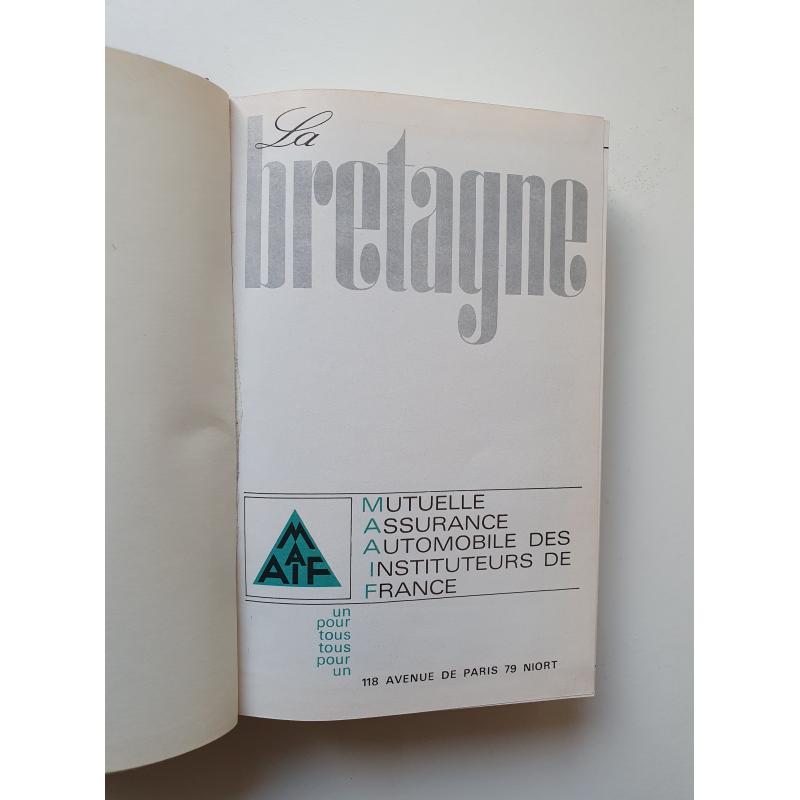 La
bretagne
MAAIF
MUTUELLE
ASSURANCE
AUTOMOBILE DES
INSTITUTEURS DE
FRANCE
un
pour
tous
tous
pour
un
118 AVENUE DE PARIS 79 NIORT